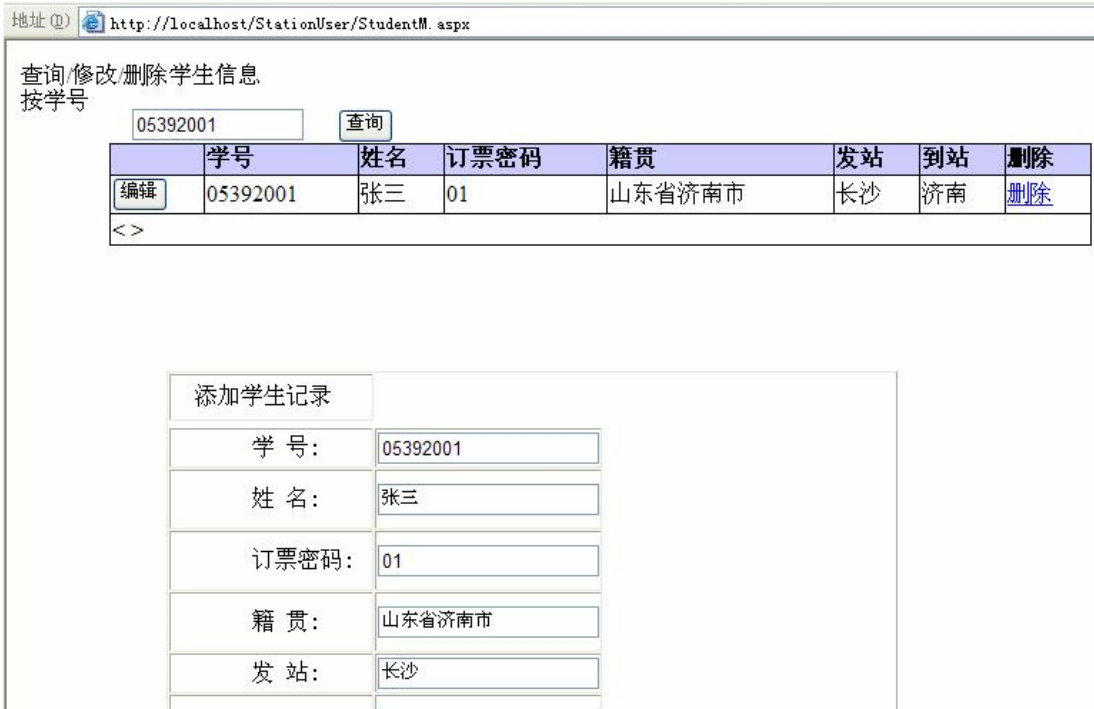 地址(D) http://localhost/StationUser/StudentM.aspx
查询/修改/删除学生信息
按学号
05392001 查询
学号 姓名 订票密码 籍贯 发站 到站 删除
编辑 05392001 张三 01 山东省济南市 长沙 济南 删除
< >
添加学生记录
学 号: 05392001
姓 名: 张三
订票密码: 01
籍 贯: 山东省济南市
发 站: 长沙